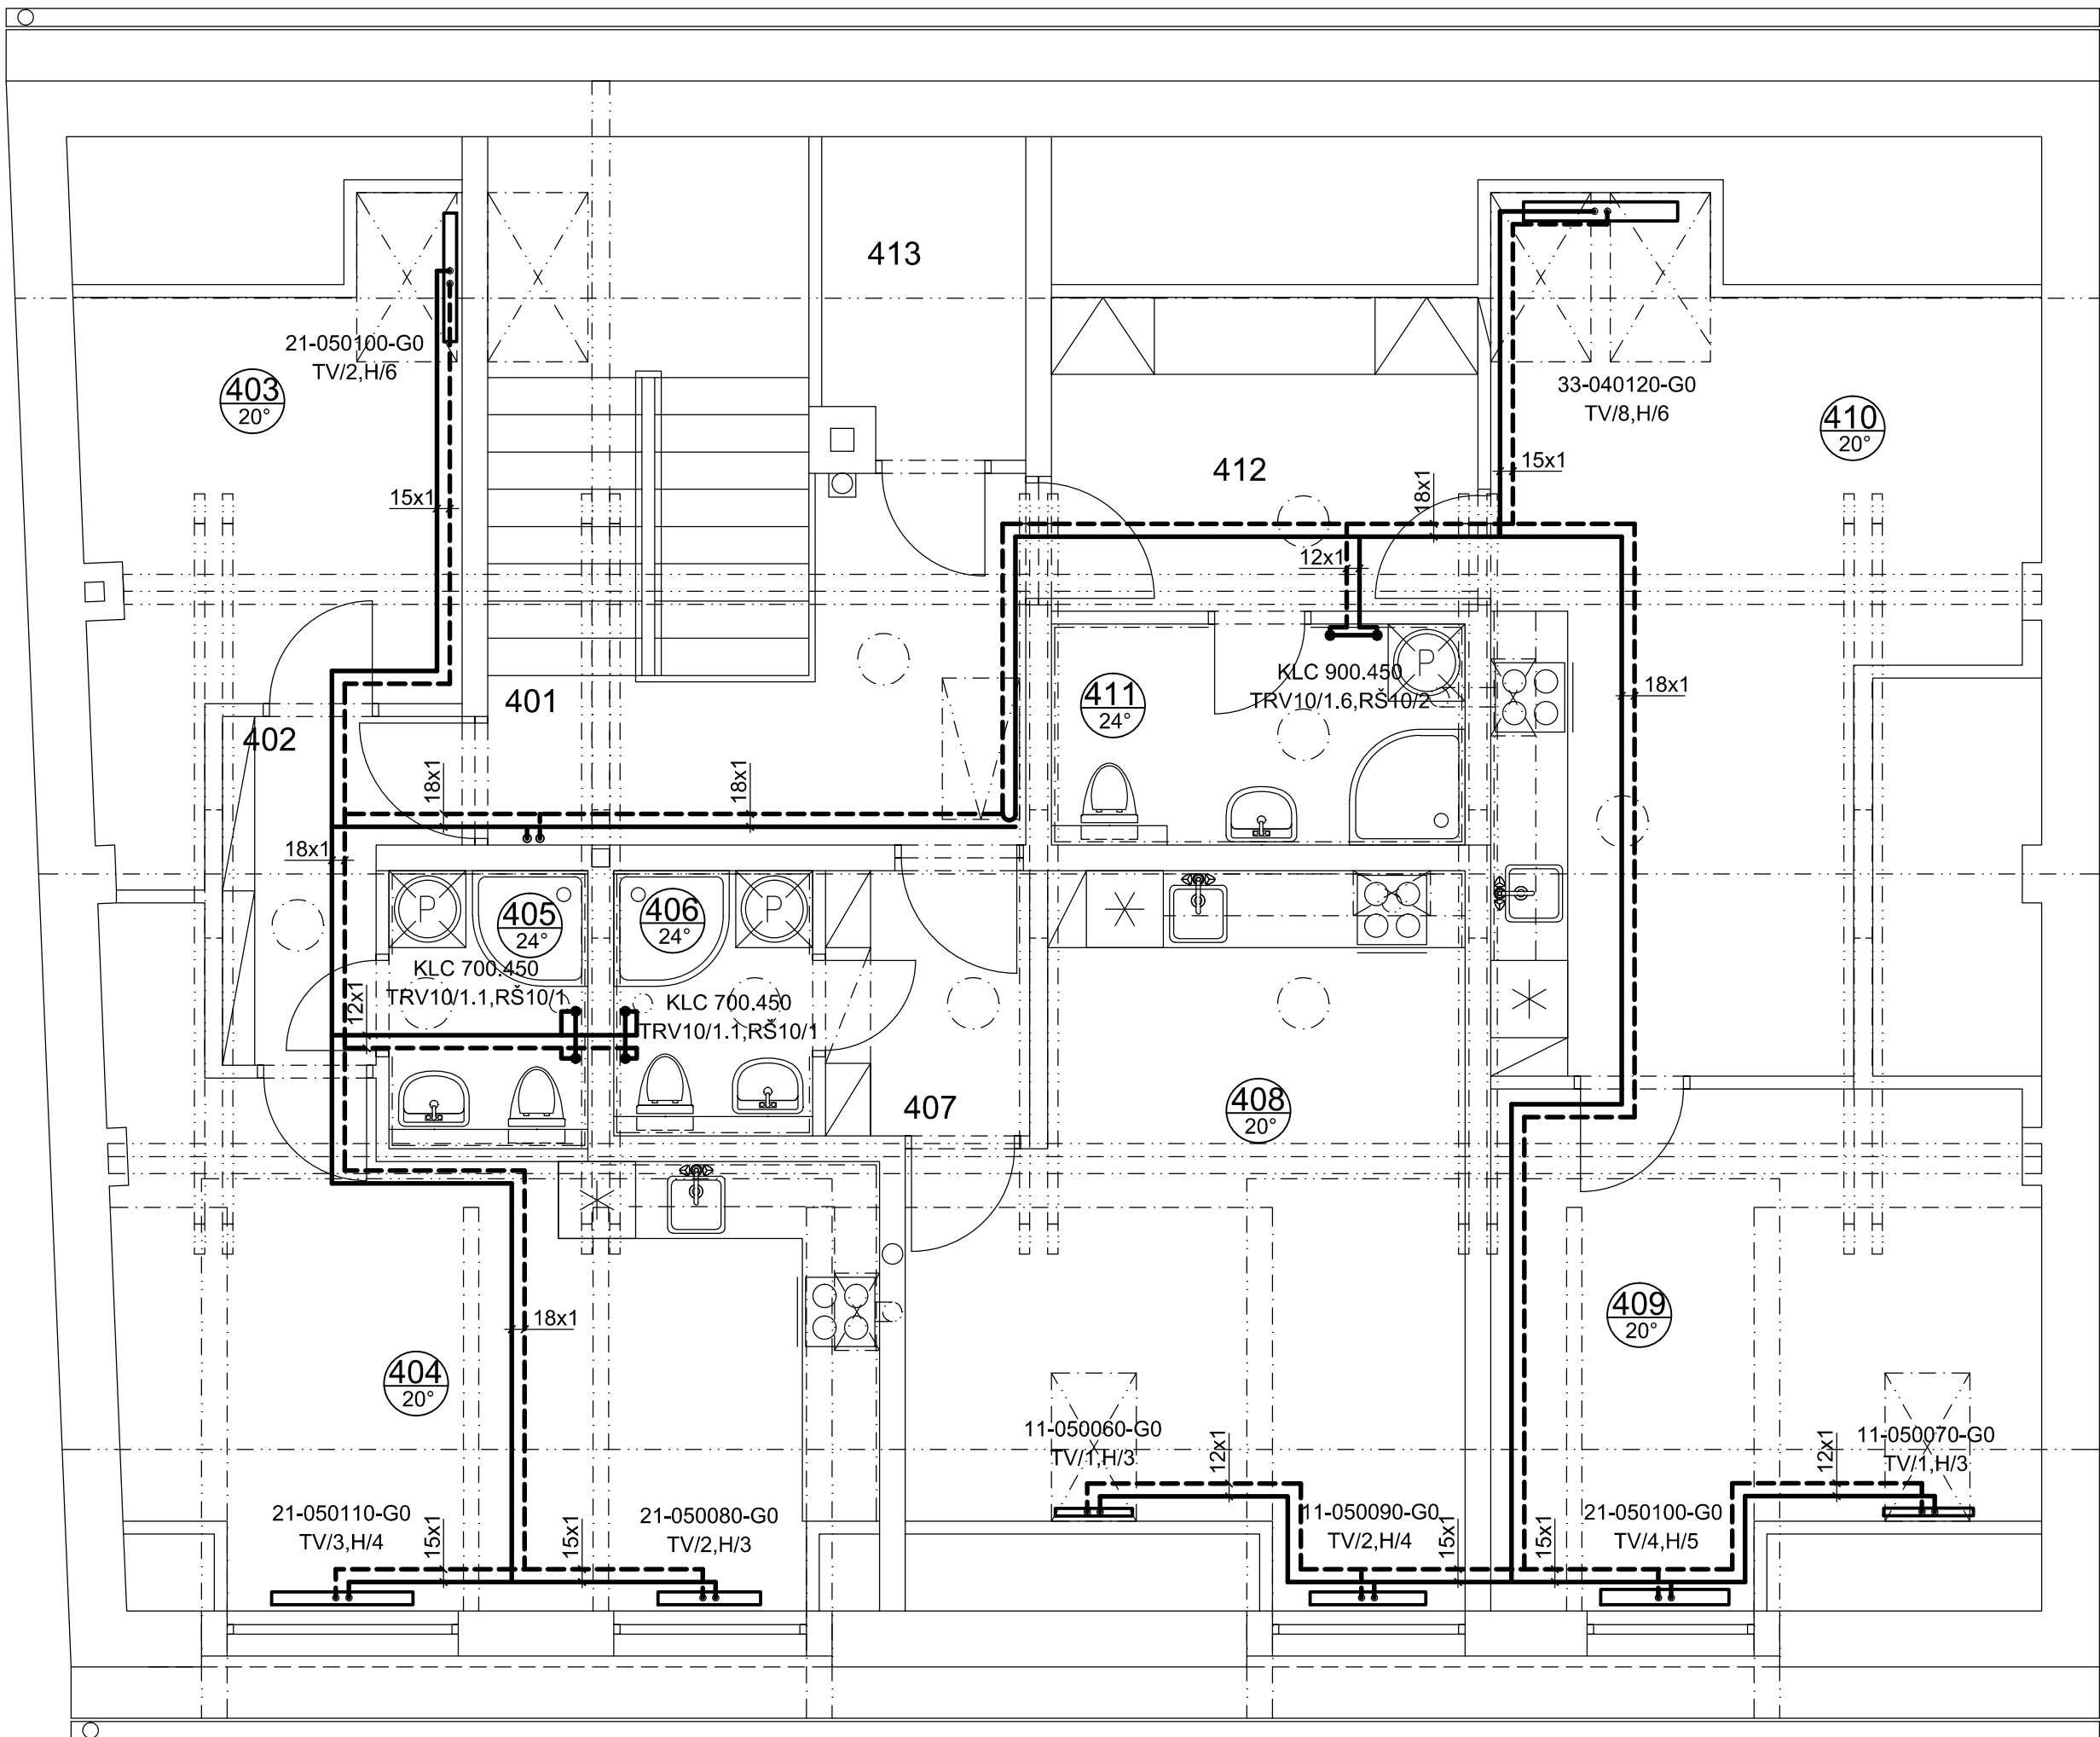 413
21-050100-G0
TV/2,H/6
403
20°
33-040120-G0
TV/8,H/6
410
20°
412
15x1
15x1
18x1
12x1
KLC 900.450
TRV10/1.6,RŠ10/2
P
411
24°
18x1
401
402
18x1
18x1
18x1
P
405
24°
406
24°
P
KLC 700.450
TRV10/1.1,RŠ10/1
KLC 700.450
TRV10/1.1,RŠ10/1
12x1
407
408
20°
18x1
409
20°
404
20°
11-050060-G0
TV/1,H/3
12x1
11-050070-G0
TV/1,H/3
12x1
21-050110-G0
TV/3,H/4
15x1
15x1
21-050080-G0
TV/2,H/3
11-050090-G0
TV/2,H/4
15x1
15x1
21-050100-G0
TV/4,H/5